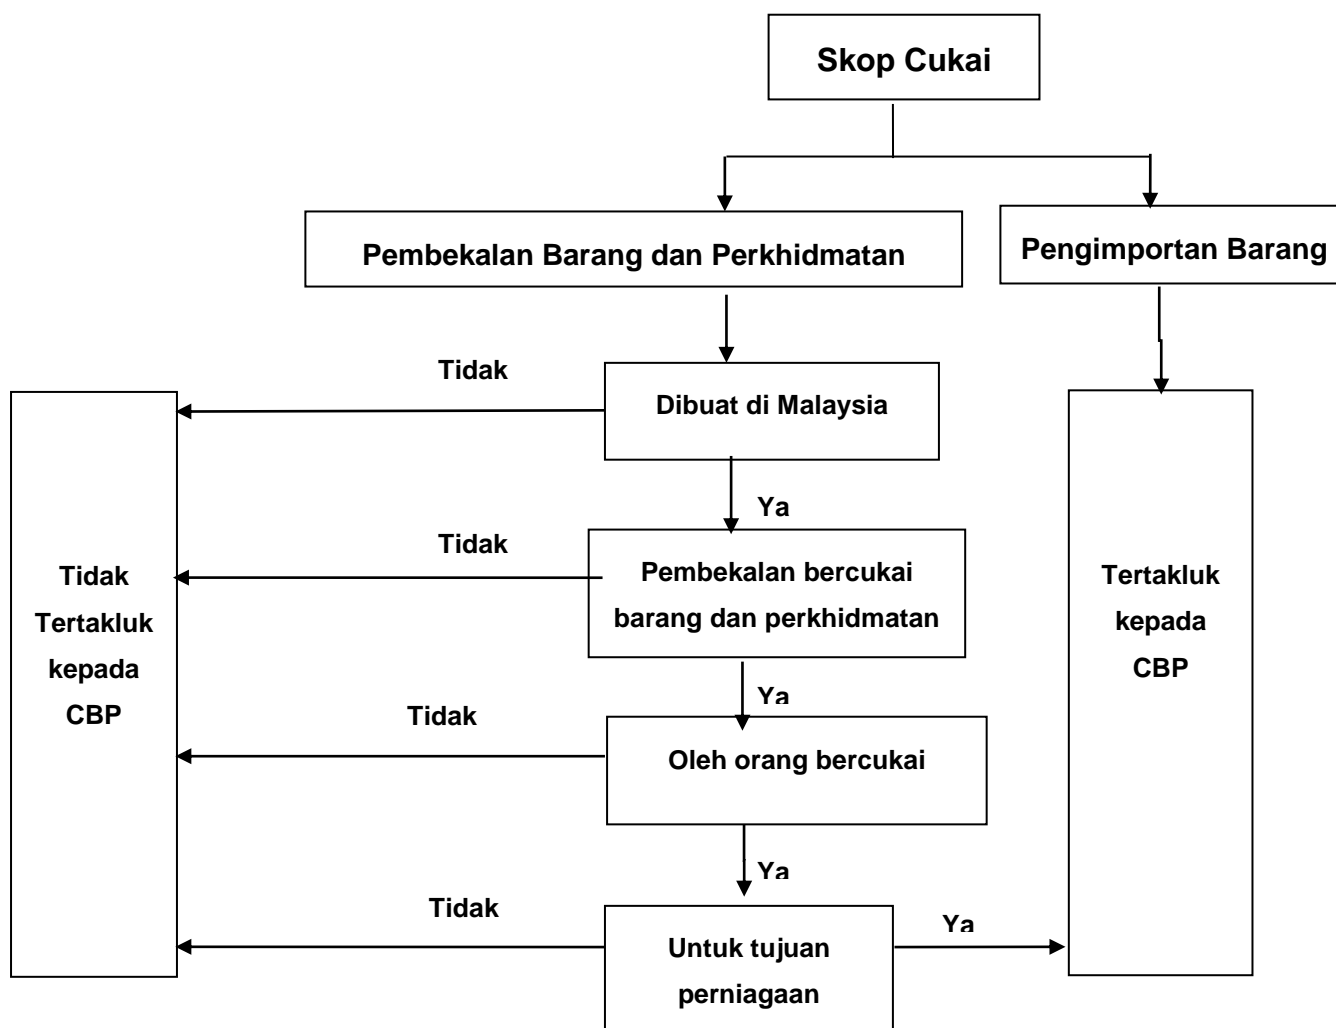 Skop Cukai
Pembekalan Barang dan Perkhidmatan
Pengimportan Barang
Tidak
Dibuat di Malaysia
Ya
Tidak
Pembekalan bercukai
barang dan perkhidmatan
Tidak
Tertakluk
kepada
CBP
Tertakluk
kepada
CBP
Ya
Tidak
Oleh orang bercukai
Ya
Tidak
Untuk tujuan
perniagaan
Ya